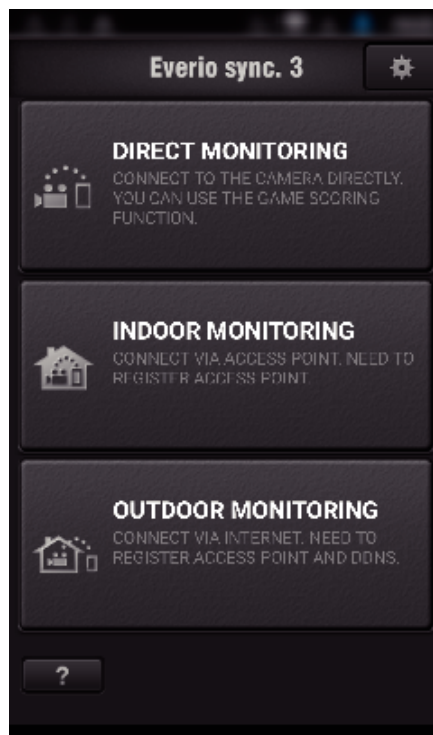 Everio sync. 3
DIRECT MONITORING
CONNECT TO THE CAMERA DIRECTLY.
YOU CAN USE THE GAME SCORING
FUNCTION.
INDOOR MONITORING
CONNECT VIA ACCESS POINT. NEED TO
REGISTER ACCESS POINT.
OUTDOOR MONITORING
CONNECT VIA INTERNET. NEED TO
REGISTER ACCESS POINT AND DDNS.
?